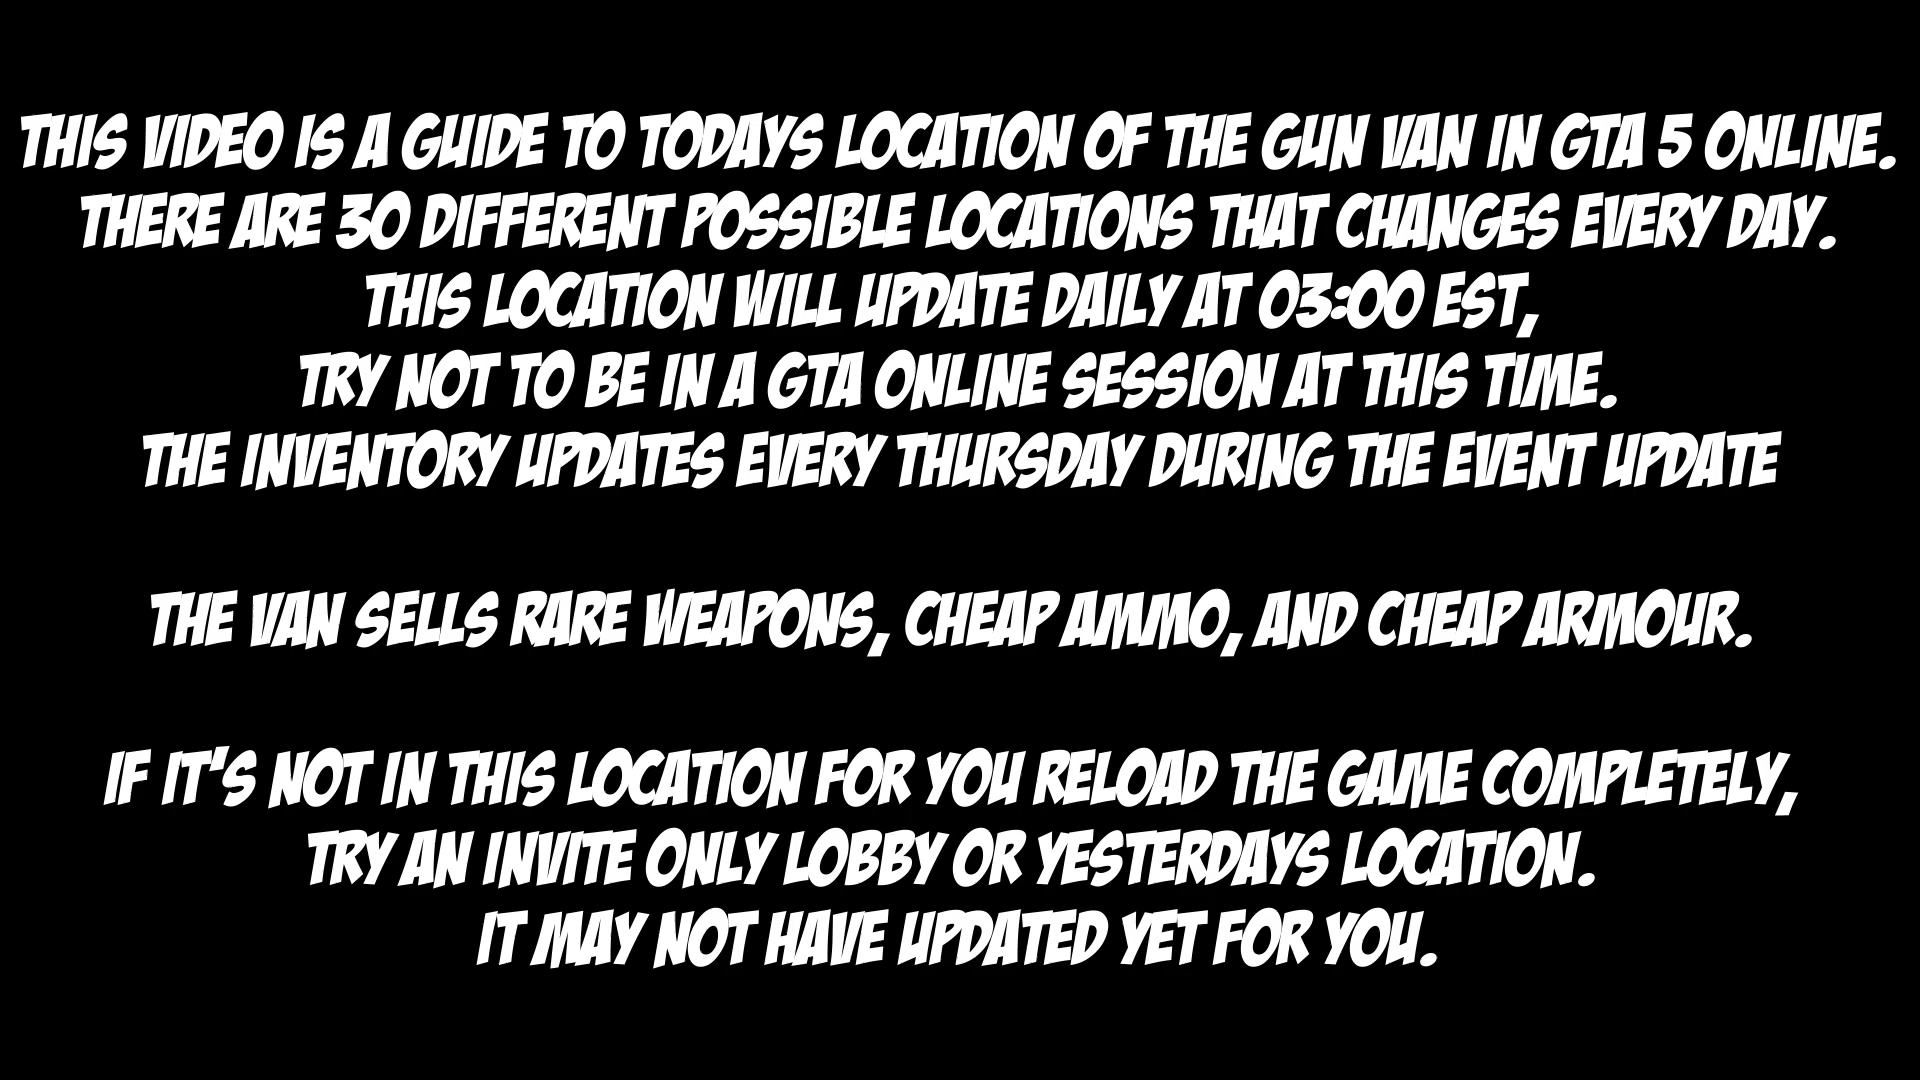 THIS VIDEO IS A GUIDE TO TODAYS LOCATION OF THE GUN VAN IN GTA 5 ONLINE.
THERE ARE 30 DIFFERENT POSSIBLE LOCATIONS THAT CHANGES EVERY DAY.
THIS LOCATION WILL UPDATE DAILY AT 03:00 EST,
TRY NOT TO BE IN A GTA ONLINE SESSION AT THIS TIME.
THE INVENTORY UPDATES EVERY THURSDAY DURING THE EVENT UPDATE
THE VAN SELLS RARE WEAPONS, CHEAP AMMO, AND CHEAP ARMOUR.
IF IT'S NOT IN THIS LOCATION FOR YOU RELOAD THE GAME COMPLETELY,
TRY AN INVITE ONLY LOBBY OR YESTERDAYS LOCATION.
IT MAY NOT HAVE UPDATED YET FOR YOU.